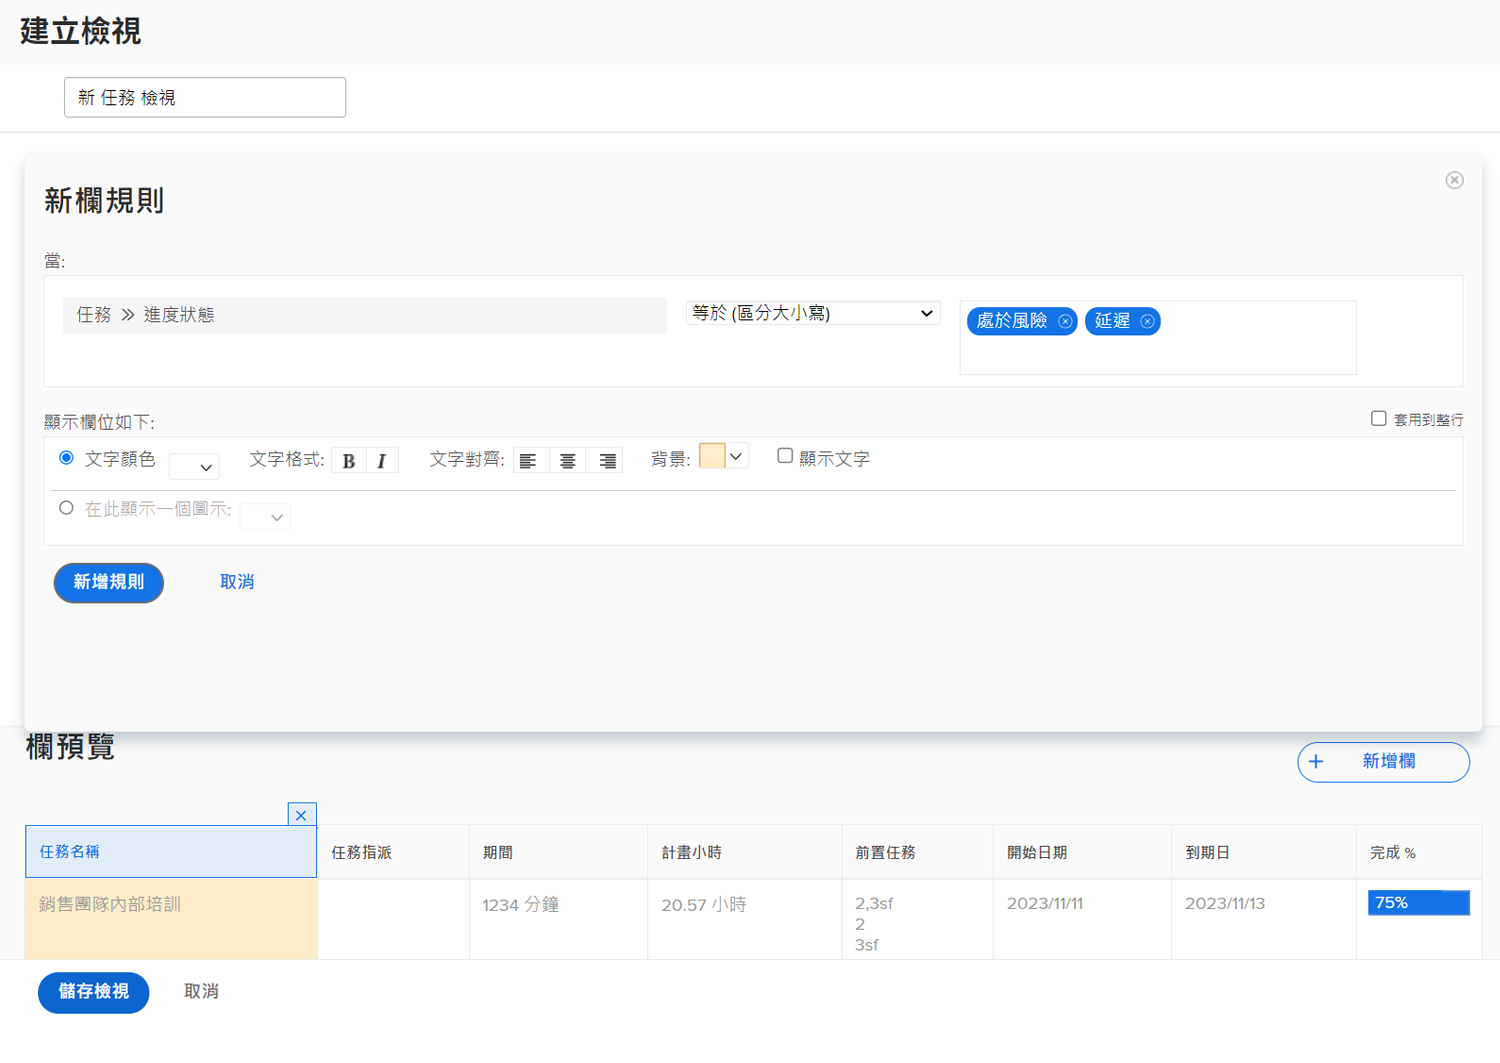 建立檢視
新 任務 檢視
新欄規則
當:
任務 » 進度狀態
等於 (區分大小寫)
處於風險
延遲
顯示欄位如下:
套用到整行
文字顏色
文字格式:
B I
文字對齊:
背景:
顯示文字
在此顯示一個圖示:
新增規則
取消
欄預覽
+ 新增欄
任務名稱
任務指派
期間
計畫小時
前置任務
開始日期
到期日
完成 %
銷售團隊內部培訓
1234 分鐘
20.57 小時
2,3sf
2
3sf
2023/11/11
2023/11/13
75%
儲存檢視
取消